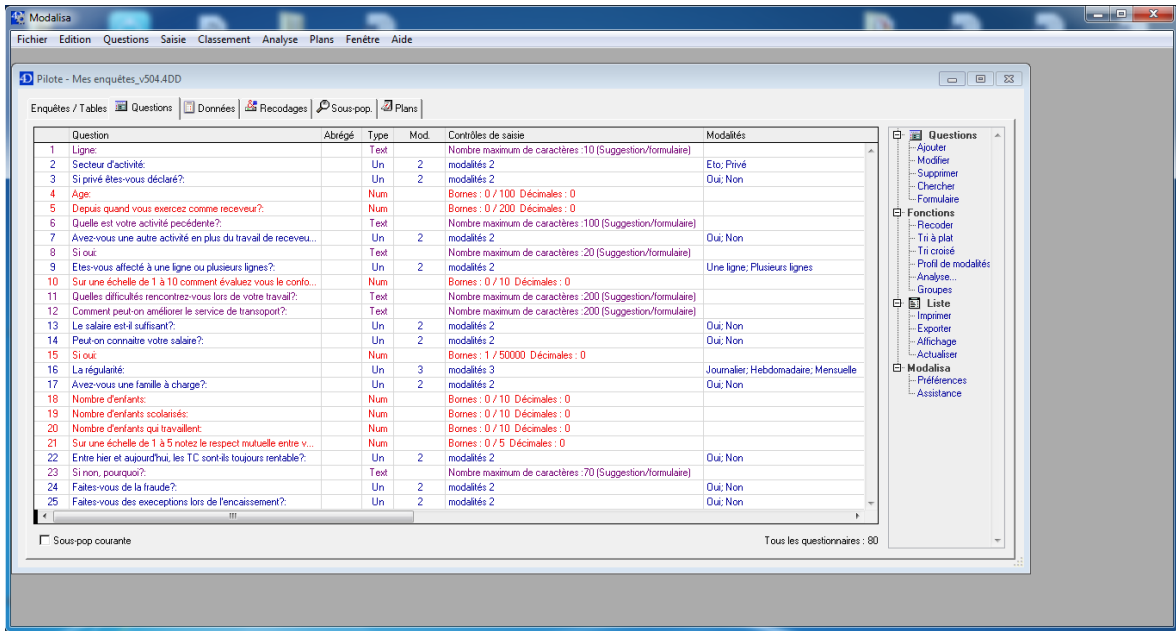 Modalisa
Fichier Edition Questions Saisie Classement Analyse Plans Fenêtre Aide
Pilote - Mes enquêtes_v504.4DD
Enquêtes / Tables Questions Données Recodages Sous-pop. Plans
Question Abrégé Type Mod. Contrôles de saisie Modalités
1 Ligne: Text Nombre maximum de caractères :10 (Suggestion/formulaire)
2 Secteur d'activité: Un 2 modalités 2 Eto; Privé
3 Si privé êtes-vous déclaré?: Un 2 modalités 2 Oui; Non
4 Age: Num Bornes : 0 / 100 Décimales : 0
5 Depuis quand vous exercez comme receveur?: Num Bornes : 0 / 200 Décimales : 0
6 Quelle est votre activité pecédente?: Text Nombre maximum de caractères :100 (Suggestion/formulaire)
7 Avez-vous une autre activité en plus du travail de receveu... Un 2 modalités 2 Oui; Non
8 Si oui: Text Nombre maximum de caractères :20 (Suggestion/formulaire)
9 Etes-vous affecté à une ligne ou plusieurs lignes?: Un 2 modalités 2 Une ligne; Plusieurs lignes
10 Sur une échelle de 1 à 10 comment évaluez vous le confo... Num Bornes : 0 / 10 Décimales : 0
11 Quelles difficultés rencontrez-vous lors de votre travail?: Text Nombre maximum de caractères :200 (Suggestion/formulaire)
12 Comment peut-on améliorer le service de transoport?: Text Nombre maximum de caractères :200 (Suggestion/formulaire)
13 Le salaire est-il suffisant?: Un 2 modalités 2 Oui; Non
14 Peut-on connaitre votre salaire?: Un 2 modalités 2 Oui; Non
15 Si oui: Num Bornes : 1 / 50000 Décimales : 0
16 La régularité: Un 3 modalités 3 Journalier; Hebdomadaire; Mensuelle
17 Avez-vous une famille à charge?: Un 2 modalités 2 Oui; Non
18 Nombre d'enfants: Num Bornes : 0 / 10 Décimales : 0
19 Nombre d'enfants scolarisés: Num Bornes : 0 / 10 Décimales : 0
20 Nombre d'enfants qui travaillent: Num Bornes : 0 / 10 Décimales : 0
21 Sur une échelle de 1 à 5 notez le respect mutuelle entre v... Num Bornes : 0 / 5 Décimales : 0
22 Entre hier et aujourd'hui, les TC sont-ils toujours rentable?: Un 2 modalités 2 Oui; Non
23 Si non, pourquoi?: Text Nombre maximum de caractères :70 (Suggestion/formulaire)
24 Faites-vous de la fraude?: Un 2 modalités 2 Oui; Non
25 Faites-vous des execeptions lors de l'encaissement?: Un 2 modalités 2 Oui; Non
Sous-pop courante
Tous les questionnaires : 80
Questions
Ajouter
Modifier
Supprimer
Chercher
Formulaire
Fonctions
Recoder
Tri à plat
Tri croisé
Profil de modalités
Analyse...
Groupes
Liste
Imprimer
Exporter
Affichage
Actualiser
Modalisa
Préférences
Assistance